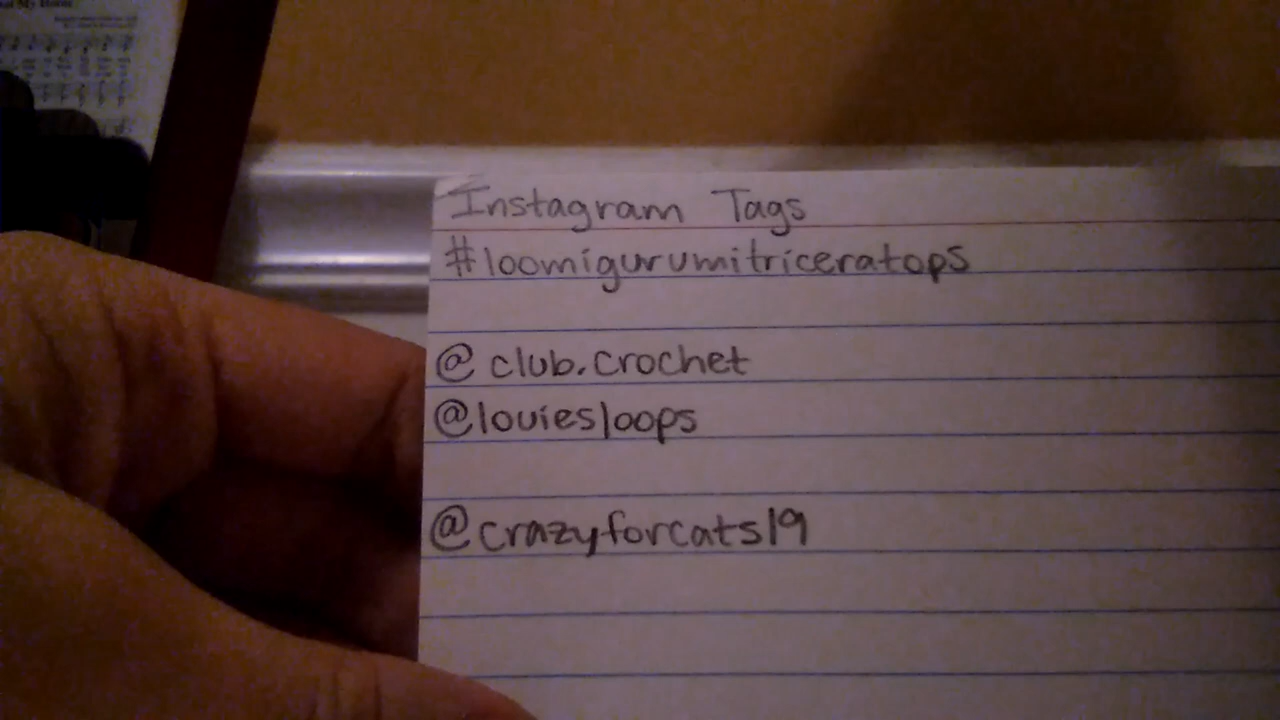 Instagram Tags
#loomigurumitriceratops
@ club.crochet
@louiesloops
@crazyforcats19